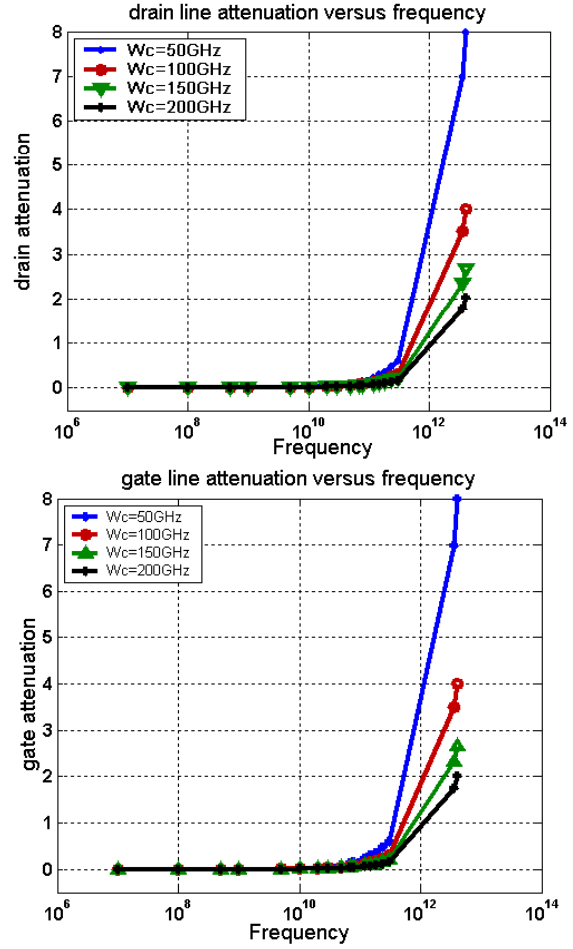 drain line attenuation versus frequency
8
7
6
5
4
3
2
1
0
drain attenuation
Wc=50GHz
Wc=100GHz
Wc=150GHz
Wc=200GHz
10^6
10^8
10^10
10^12
10^14
Frequency
gate line attenuation versus frequency
8
7
6
5
4
3
2
1
0
gate attenuation
Wc=50GHz
Wc=100GHz
Wc=150GHz
Wc=200GHz
10^6
10^8
10^10
10^12
10^14
Frequency